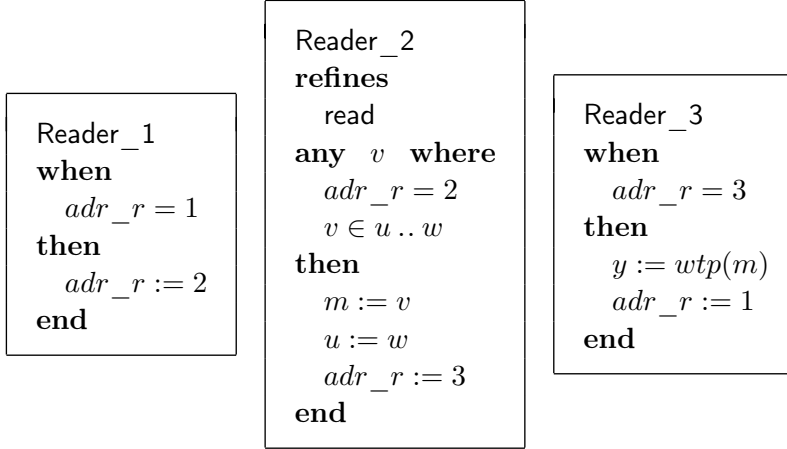 Reader_1
when
adr_r = 1
then
adr_r := 2
end
Reader_2
refines
read
any v where
adr_r = 2
v ∈ u .. w
then
m := v
u := w
adr_r := 3
end
Reader_3
when
adr_r = 3
then
y := wtp(m)
adr_r := 1
end